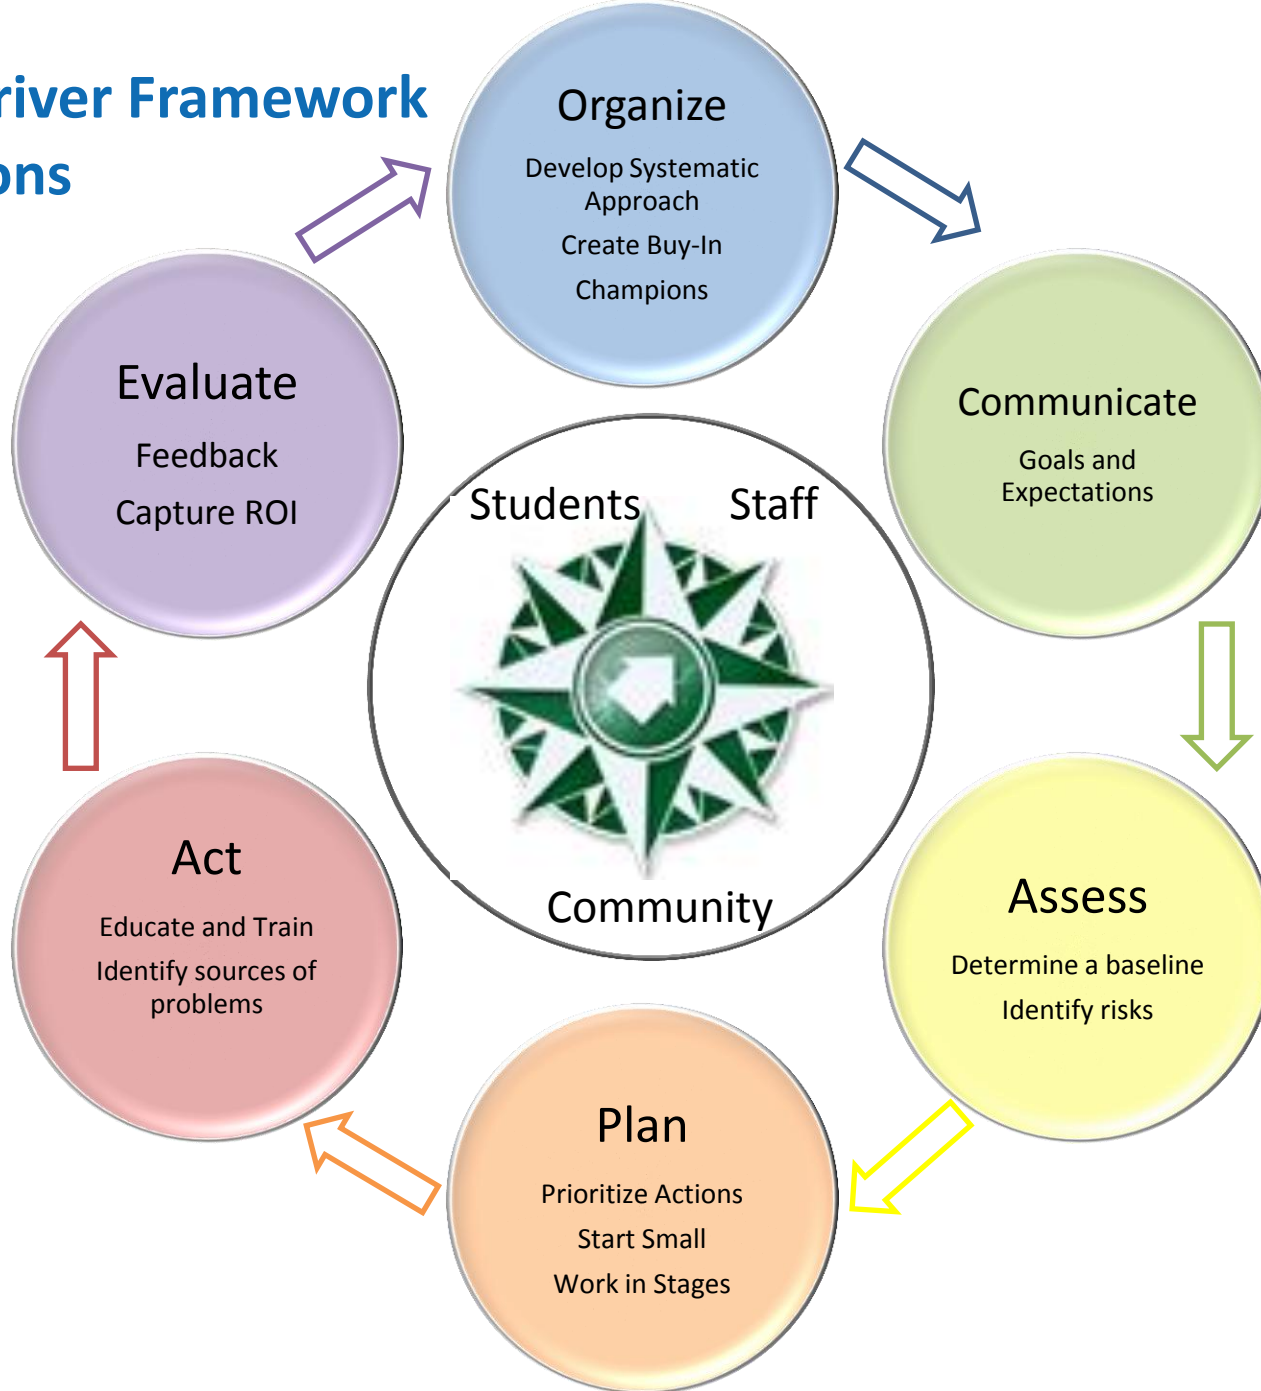 river Framework
ons
Organize
Develop Systematic
Approach
Create Buy-In
Champions
Communicate
Goals and
Expectations
Assess
Determine a baseline
Identify risks
Plan
Prioritize Actions
Start Small
Work in Stages
Act
Educate and Train
Identify sources of
problems
Evaluate
Feedback
Capture ROI
Students Staff
Community